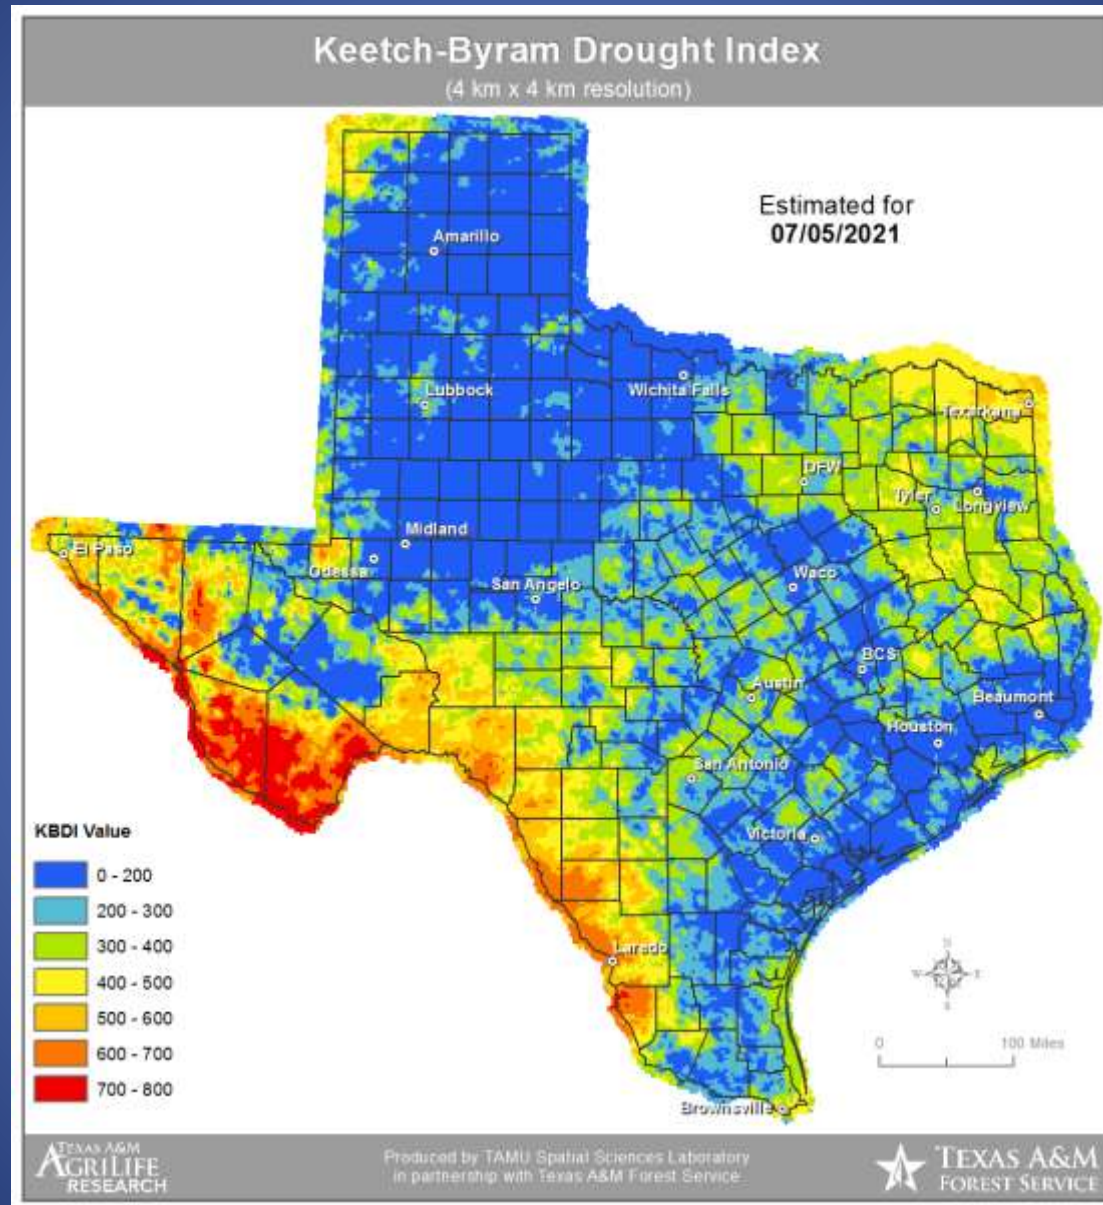 Keetch-Byram Drought Index
(4 km x 4 km resolution)
Estimated for
07/05/2021
Amarillo
Lubbock
Wichita Falls
Texarkana
DFW
Tyler
Longview
El Paso
Midland
Odessa
San Angelo
Waco
BCS
Austin
Beaumont
Houston
San Antonio
Victoria
Laredo
Brownsville
KBDI Value
0 - 200
200 - 300
300 - 400
400 - 500
500 - 600
600 - 700
700 - 800
N
W E
S
0 100 Miles
TEXAS A&M
AGRILIFE
RESEARCH
Produced by TAMU Spatial Sciences Laboratory
in partnership with Texas A&M Forest Service
TEXAS A&M
FOREST SERVICE